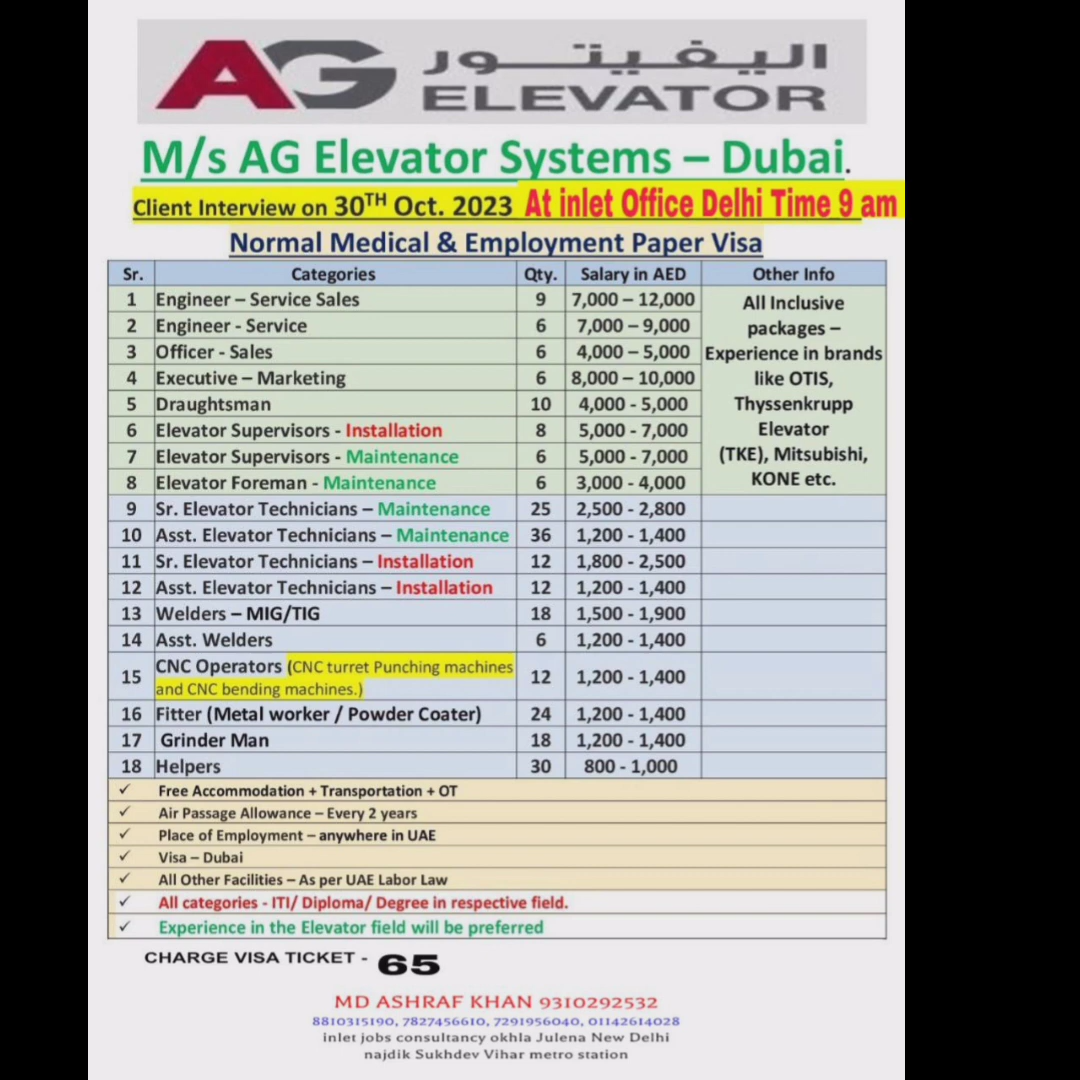 AG اليفيتور
ELEVATOR
M/s AG Elevator Systems – Dubai.
Client Interview on 30TH Oct. 2023 At inlet Office Delhi Time 9 am
Normal Medical & Employment Paper Visa
Sr. Categories Qty. Salary in AED Other Info
1 Engineer – Service Sales 9 7,000 – 12,000
2 Engineer - Service 6 7,000 – 9,000
3 Officer - Sales 6 4,000 – 5,000
4 Executive – Marketing 6 8,000 – 10,000
5 Draughtsman 10 4,000 - 5,000
6 Elevator Supervisors - Installation 8 5,000 - 7,000
7 Elevator Supervisors - Maintenance 6 5,000 - 7,000
8 Elevator Foreman - Maintenance 6 3,000 - 4,000
All Inclusive
packages –
Experience in brands
like OTIS,
Thyssenkrupp
Elevator
(TKE), Mitsubishi,
KONE etc.
9 Sr. Elevator Technicians – Maintenance 25 2,500 - 2,800
10 Asst. Elevator Technicians – Maintenance 36 1,200 - 1,400
11 Sr. Elevator Technicians – Installation 12 1,800 - 2,500
12 Asst. Elevator Technicians – Installation 12 1,200 - 1,400
13 Welders – MIG/TIG 18 1,500 - 1,900
14 Asst. Welders 6 1,200 - 1,400
15 CNC Operators (CNC turret Punching machines
and CNC bending machines.) 12 1,200 - 1,400
16 Fitter (Metal worker / Powder Coater) 24 1,200 - 1,400
17 Grinder Man 18 1,200 - 1,400
18 Helpers 30 800 - 1,000
✓ Free Accommodation + Transportation + OT
✓ Air Passage Allowance – Every 2 years
✓ Place of Employment – anywhere in UAE
✓ Visa – Dubai
✓ All Other Facilities – As per UAE Labor Law
✓ All categories - ITI/ Diploma/ Degree in respective field.
✓ Experience in the Elevator field will be preferred
CHARGE VISA TICKET - 65
MD ASHRAF KHAN 9310292532
8810315190, 7827456610, 7291956040, 01142614028
inlet jobs consultancy okhla Julena New Delhi
najdik Sukhdev Vihar metro station